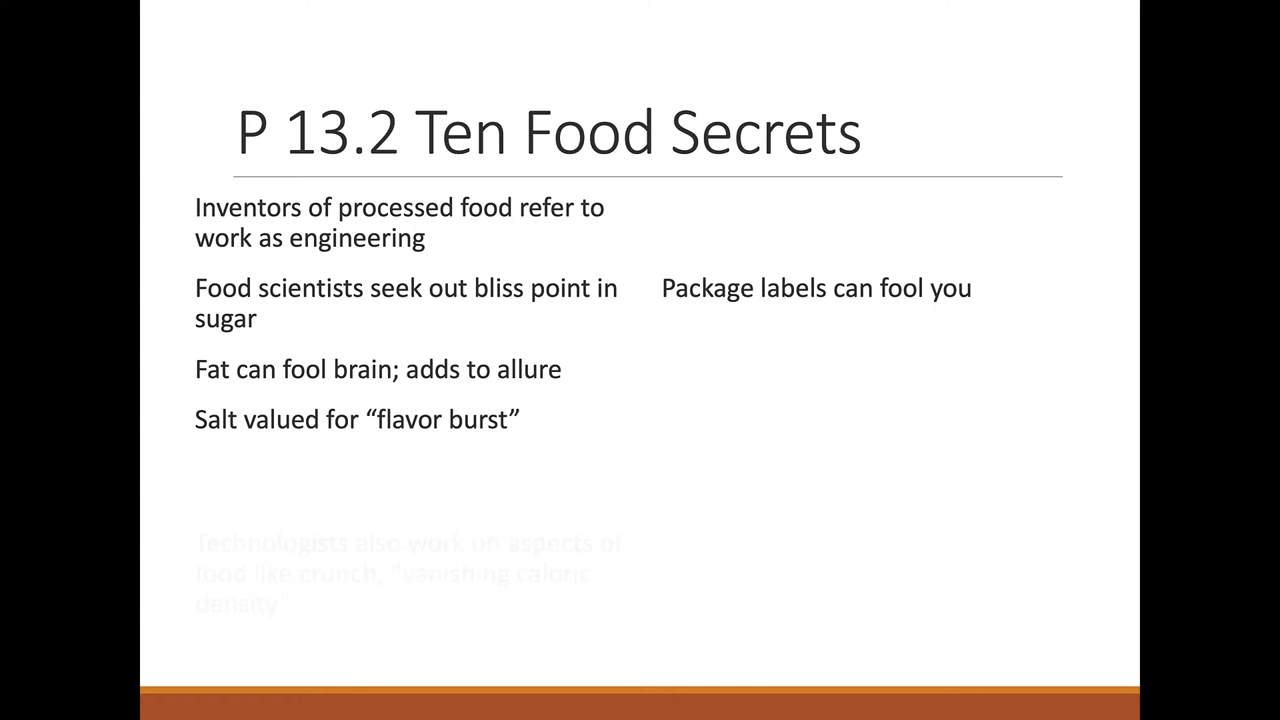 P 13.2 Ten Food Secrets
Inventors of processed food refer to
work as engineering
Food scientists seek out bliss point in
sugar
Fat can fool brain; adds to allure
Salt valued for “flavor burst”
Technologists also work on aspects of
food like crunch, “vanishing caloric
density”
Package labels can fool you